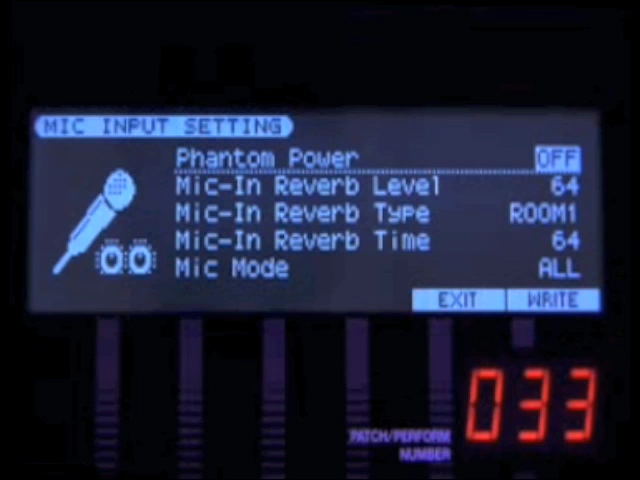 MIC INPUT SETTING
Phantom Power OFF
Mic-In Reverb Level 64
Mic-In Reverb Type ROOM1
Mic-In Reverb Time 64
Mic Mode ALL
EXIT WRITE
033
PATCH/PERFORM
NUMBER